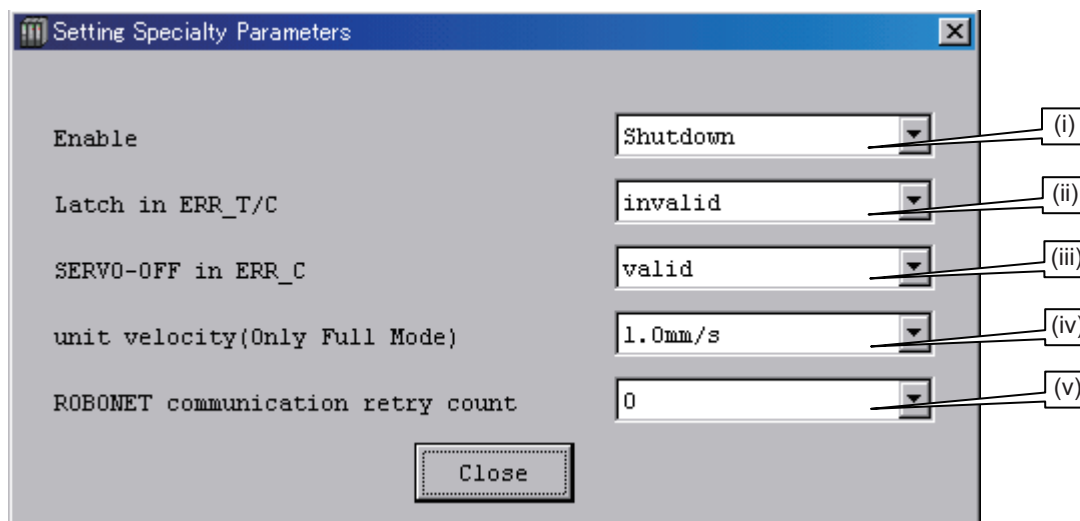 Setting Specialty Parameters
Enable Shutdown (i)
Latch in ERR_T/C invalid (ii)
SERVO-OFF in ERR_C valid (iii)
unit velocity(Only Full Mode) 1.0mm/s (iv)
ROBONET communication retry count 0 (v)
Close